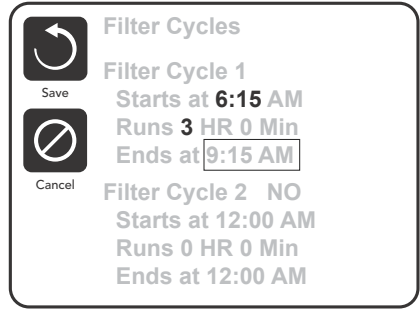 Filter Cycles
Save
Filter Cycle 1
Starts at 6:15 AM
Runs 3 HR 0 Min
Ends at 9:15 AM
Cancel
Filter Cycle 2 NO
Starts at 12:00 AM
Runs 0 HR 0 Min
Ends at 12:00 AM